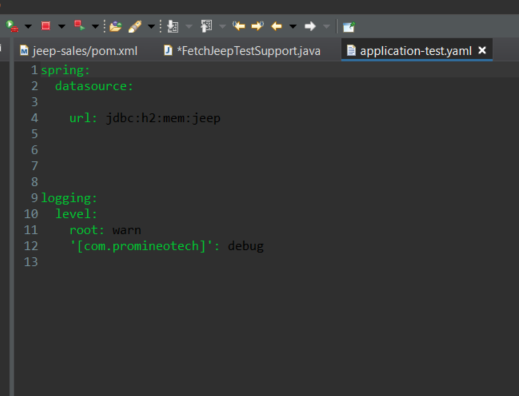 jeep-sales/pom.xml *FetchJeepTestSupport.java application-test.yaml
1 spring:
2   datasource:
3
4     url: jdbc:h2:mem:jeep
5
6
7
8
9 logging:
10   level:
11     root: warn
12     '[com.promineotech]': debug
13